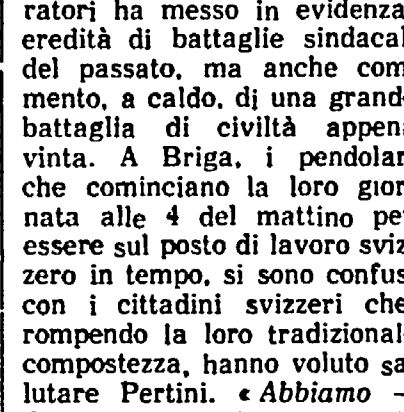 ratori ha messo in evidenza
eredità di battaglie sindacal
del passato, ma anche com
mento, a caldo, di una grand
battaglia di civiltà appen
vinta. A Briga, i pendolar
che cominciano la loro gior
nata alle 4 del mattino per
essere sul posto di lavoro sviz
zero in tempo, si sono confus
con i cittadini svizzeri che
rompendo la loro tradizional
compostezza, hanno voluto sa
lutare Pertini. « Abbiamo –